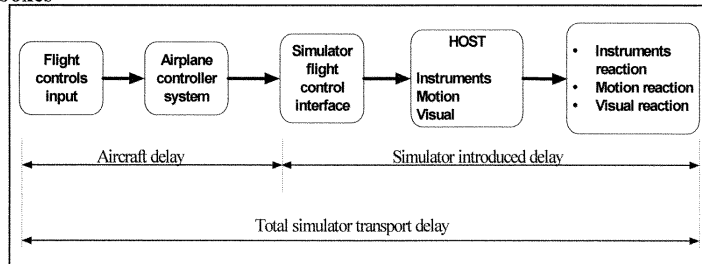 Flight
controls
input
Airplane
controller
system
Simulator
flight
control
interface
HOST
Instruments
Motion
Visual
• Instruments
reaction
• Motion reaction
• Visual reaction
Aircraft delay
Simulator introduced delay
Total simulator transport delay